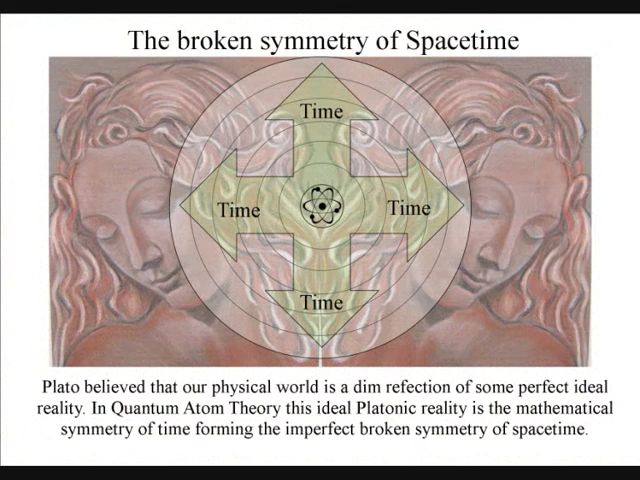 The broken symmetry of Spacetime
Time
Time
Time
Time
Plato believed that our physical world is a dim refection of some perfect ideal
reality. In Quantum Atom Theory this ideal Platonic reality is the mathematical
symmetry of time forming the imperfect broken symmetry of spacetime.